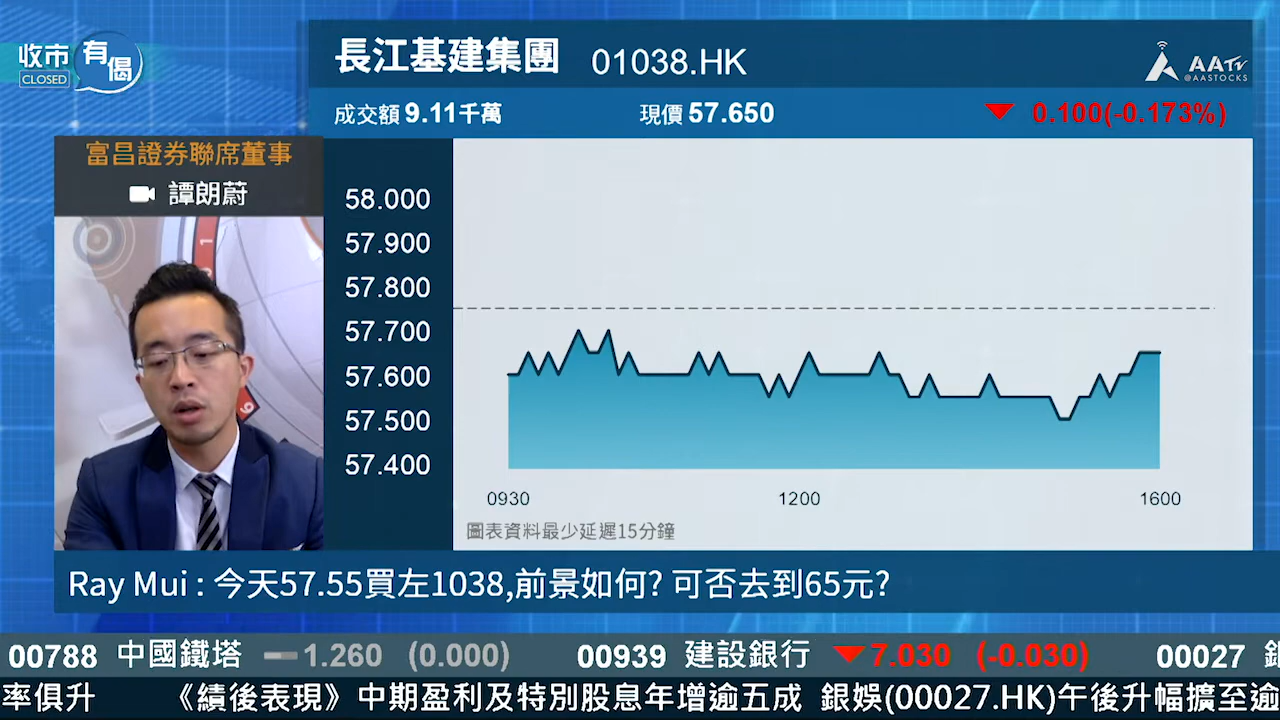 收市 有偈
CLOSED
長江基建集團 01038.HK
AATV
@AASTOCKS
成交額 9.11千萬 現價 57.650 ▼ 0.100(-0.173%)
富昌證券聯席董事
譚朗蔚
58.000
57.900
57.800
57.700
57.600
57.500
57.400
0930 1200 1600
圖表資料最少延遲15分鐘
Ray Mui : 今天57.55買左1038,前景如何? 可否去到65元?
00788 中國鐵塔 1.260 (0.000) 00939 建設銀行 ▼7.030 (-0.030) 00027
率俱升 《績後表現》中期盈利及特別股息年增逾五成 銀娛(00027.HK)午後升幅擴至逾